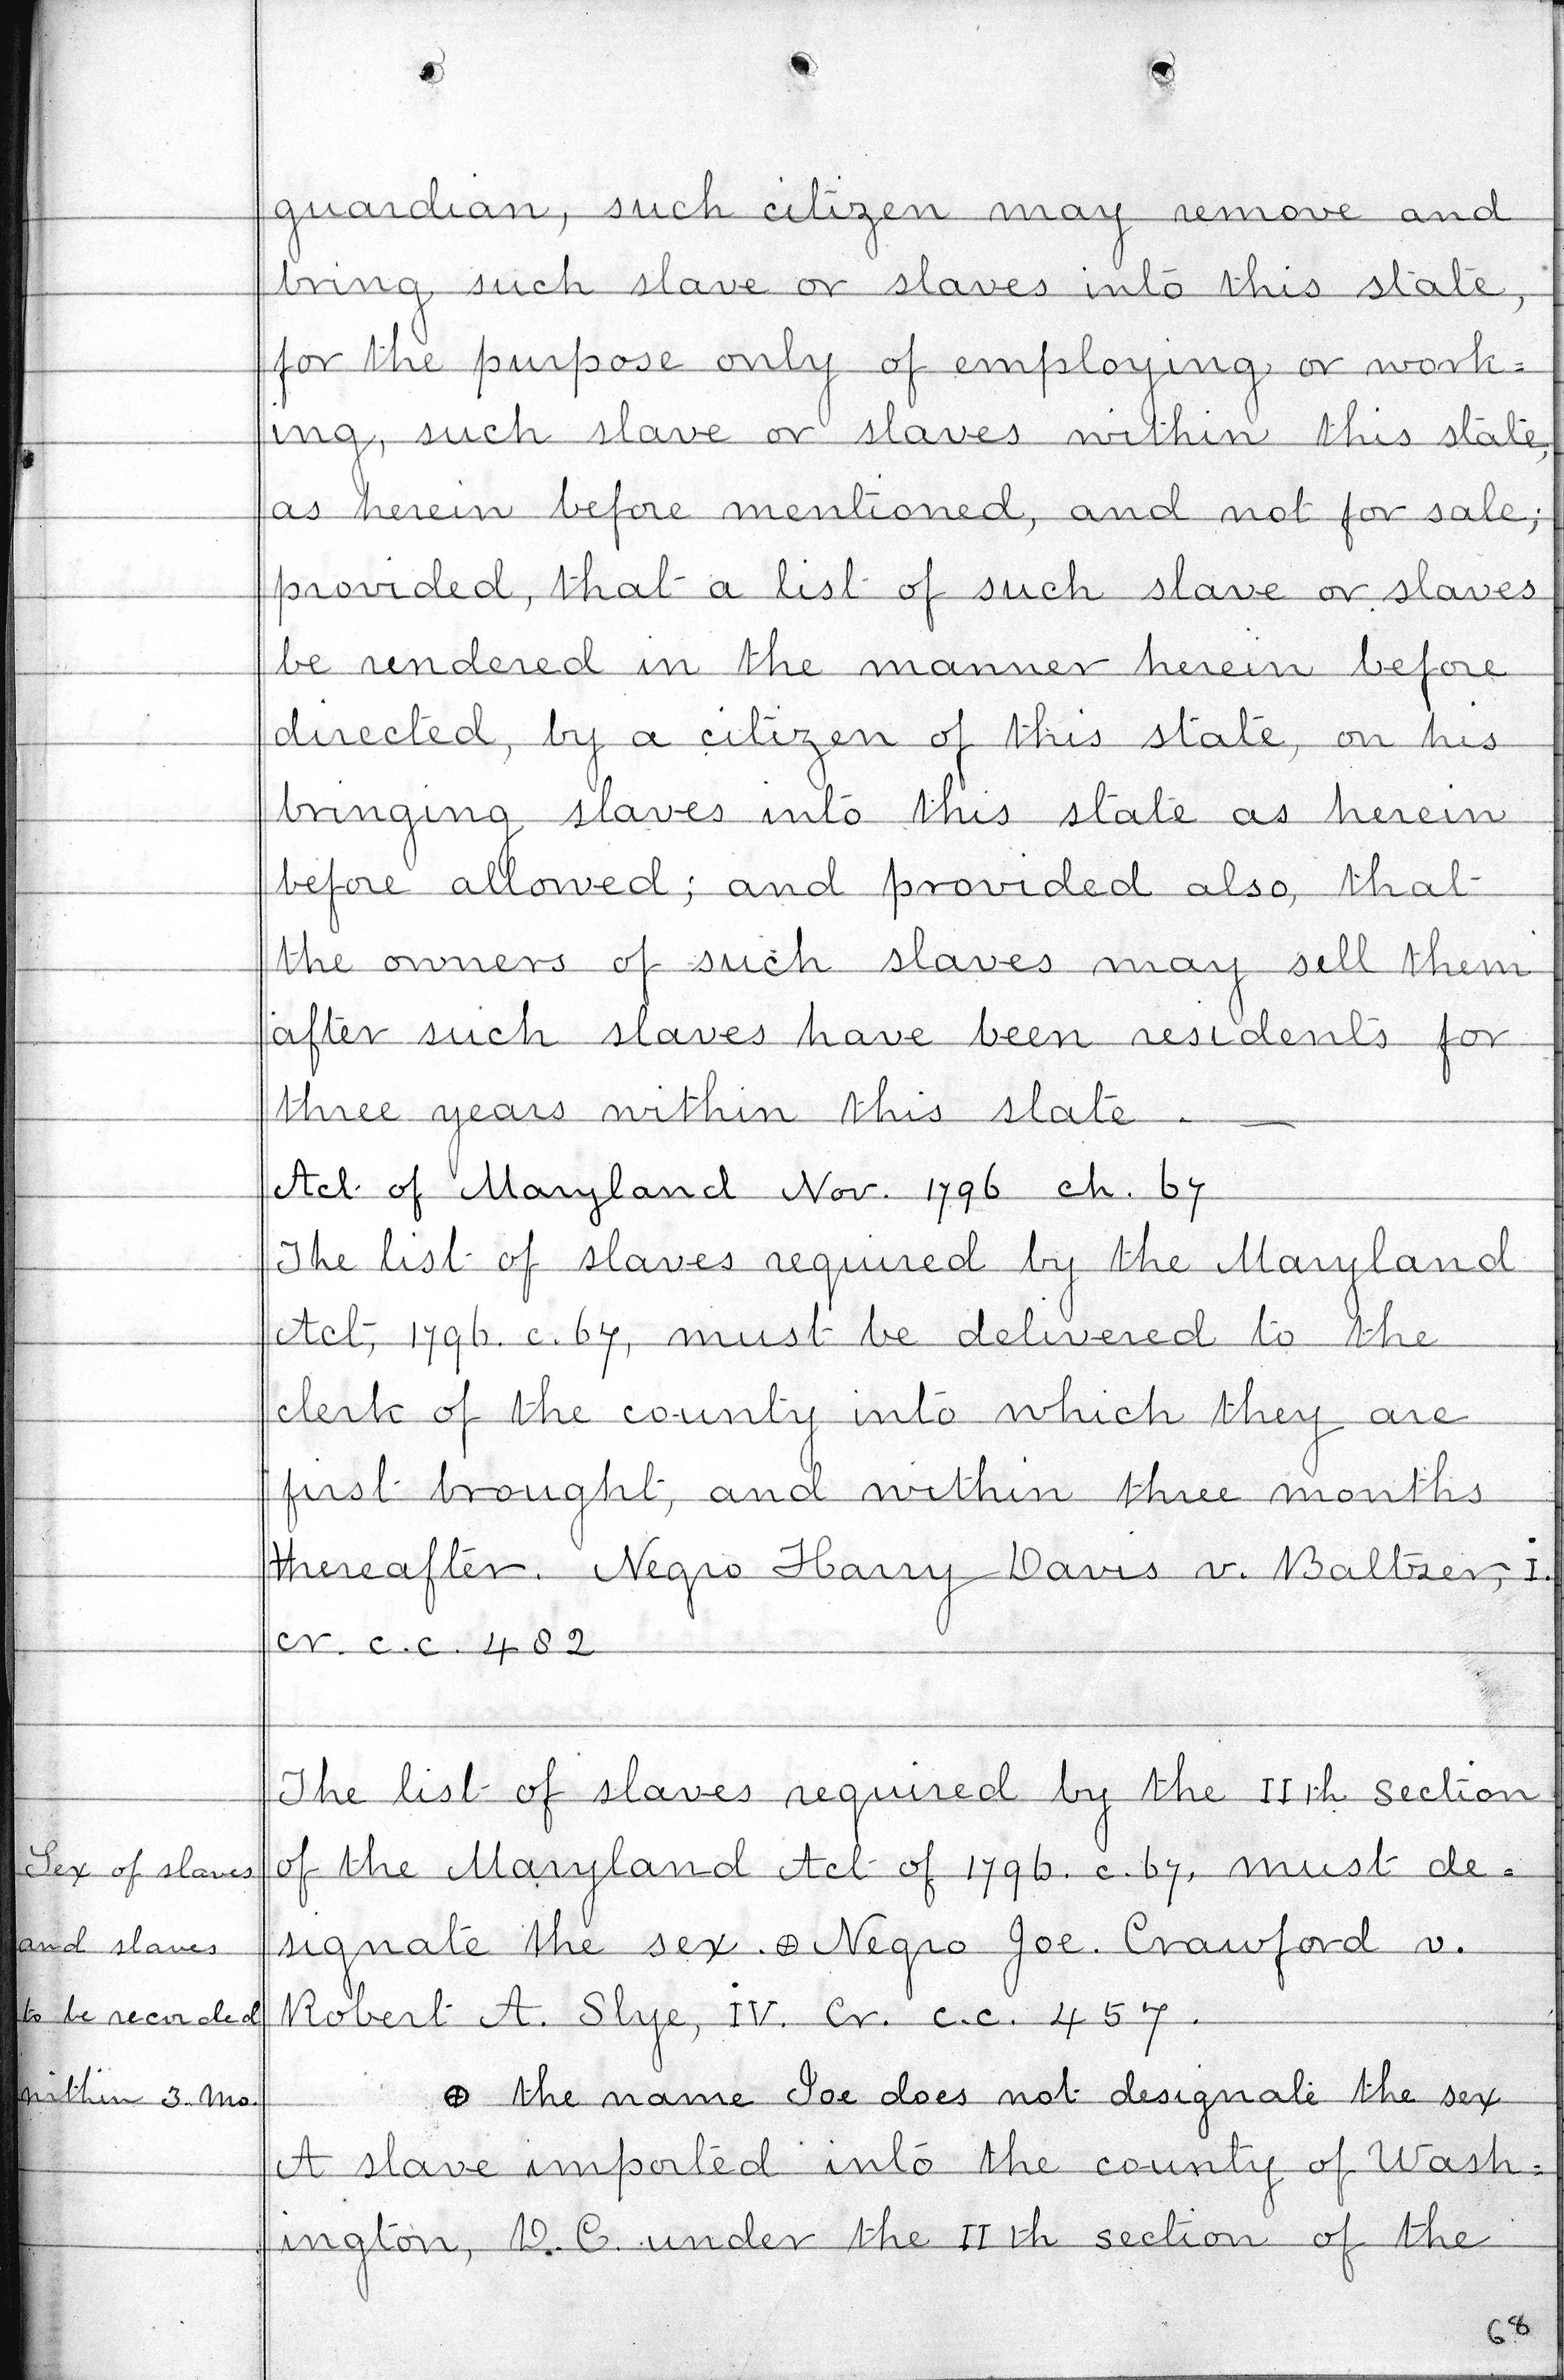 guardian, such citizen may remove and
bring such slave or slaves into this state,
for the purpose only of employing or work=
ing, such slave or slaves within this state,
as herein before mentioned, and not for sale;
provided, that a list of such slave or slaves
be rendered in the manner herein before
directed, by a citizen of this state, on his
bringing slaves into this state as herein
before allowed; and provided also, that
the owners of such slaves may sell them
after such slaves have been residents for
three years within this state. —
Act of Maryland Nov. 1796 ch. 67
The list of slaves required by the Maryland
Act, 1796. c. 67, must be delivered to the
clerk of the county into which they are
first brought, and within three months
thereafter. Negro Harry Davis v. Baltzer, I.
cr. c.c. 482
The list of slaves required by the IIth section
Sex of slaves
and slaves
to be recorded
within 3. mo.
of the Maryland Act of 1796. c. 67, must de=
signate the sex. ⊕ Negro Joe. Crawford v.
Robert A. Slye, IV. Cr. c.c. 457.
⊕ the name Joe does not designate the sex
A slave imported into the county of Wash=
ington, D.C. under the IIth section of the
68